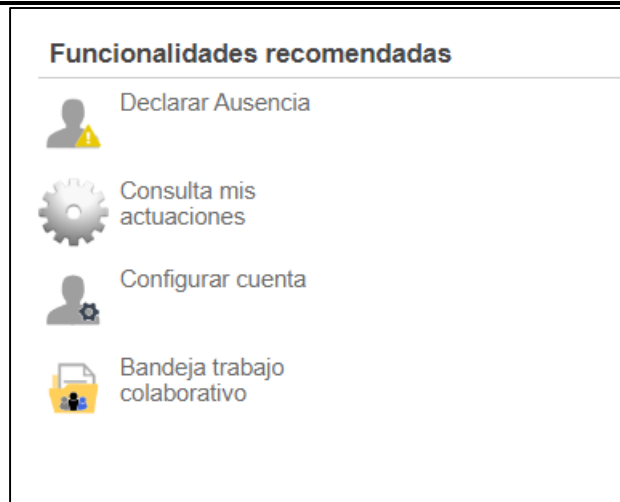 Funcionalidades recomendadas
Declarar Ausencia
Consulta mis
actuaciones
Configurar cuenta
Bandeja trabajo
colaborativo